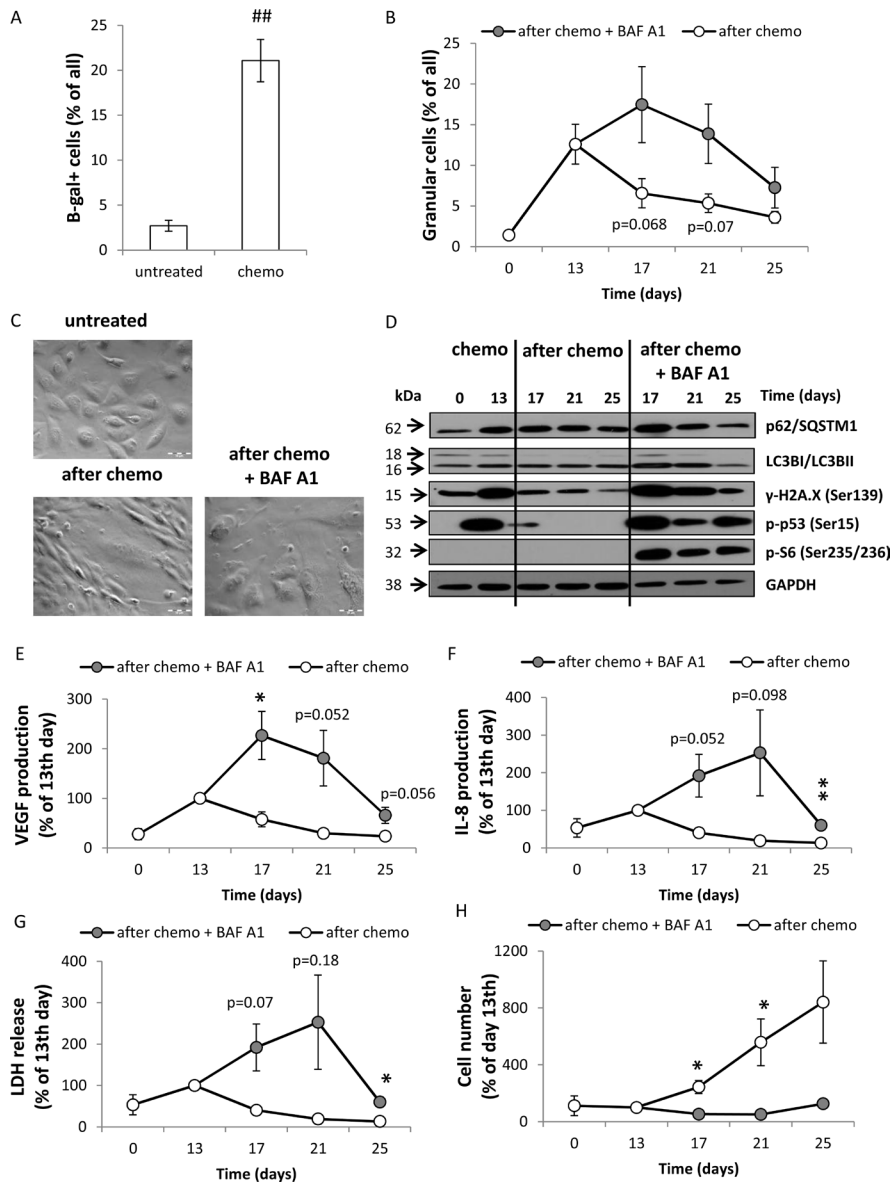 A
##
B-gal+ cells (% of all)
25
20
15
10
5
0
untreated
chemo
B
after chemo + BAF A1
after chemo
Granular cells (% of all)
25
20
15
10
5
0
p=0.068
p=0.07
0 13 17 21 25
Time (days)
C
untreated
after chemo
after chemo
+ BAF A1
D
chemo
after chemo
after chemo
+ BAF A1
kDa
0 13 17 21 25 17 21 25
Time (days)
62
p62/SQSTM1
18
16
LC3BI/LC3BII
15
γ-H2A.X (Ser139)
53
p-p53 (Ser15)
32
p-S6 (Ser235/236)
38
GAPDH
E
after chemo + BAF A1
after chemo
VEGF production
(% of 13th day)
300
200
100
0
*
p=0.052
p=0.056
0 13 17 21 25
Time (days)
F
after chemo + BAF A1
after chemo
IL-8 production
(% of 13th day)
400
300
200
100
0
p=0.052
p=0.098
**
0 13 17 21 25
Time (days)
G
after chemo + BAF A1
after chemo
LDH release
(% of 13th day)
400
300
200
100
0
p=0.07
p=0.18
*
0 13 17 21 25
Time (days)
H
after chemo + BAF A1
after chemo
Cell number
(% of day 13th)
1200
800
400
0
*
*
0 13 17 21 25
Time (days)